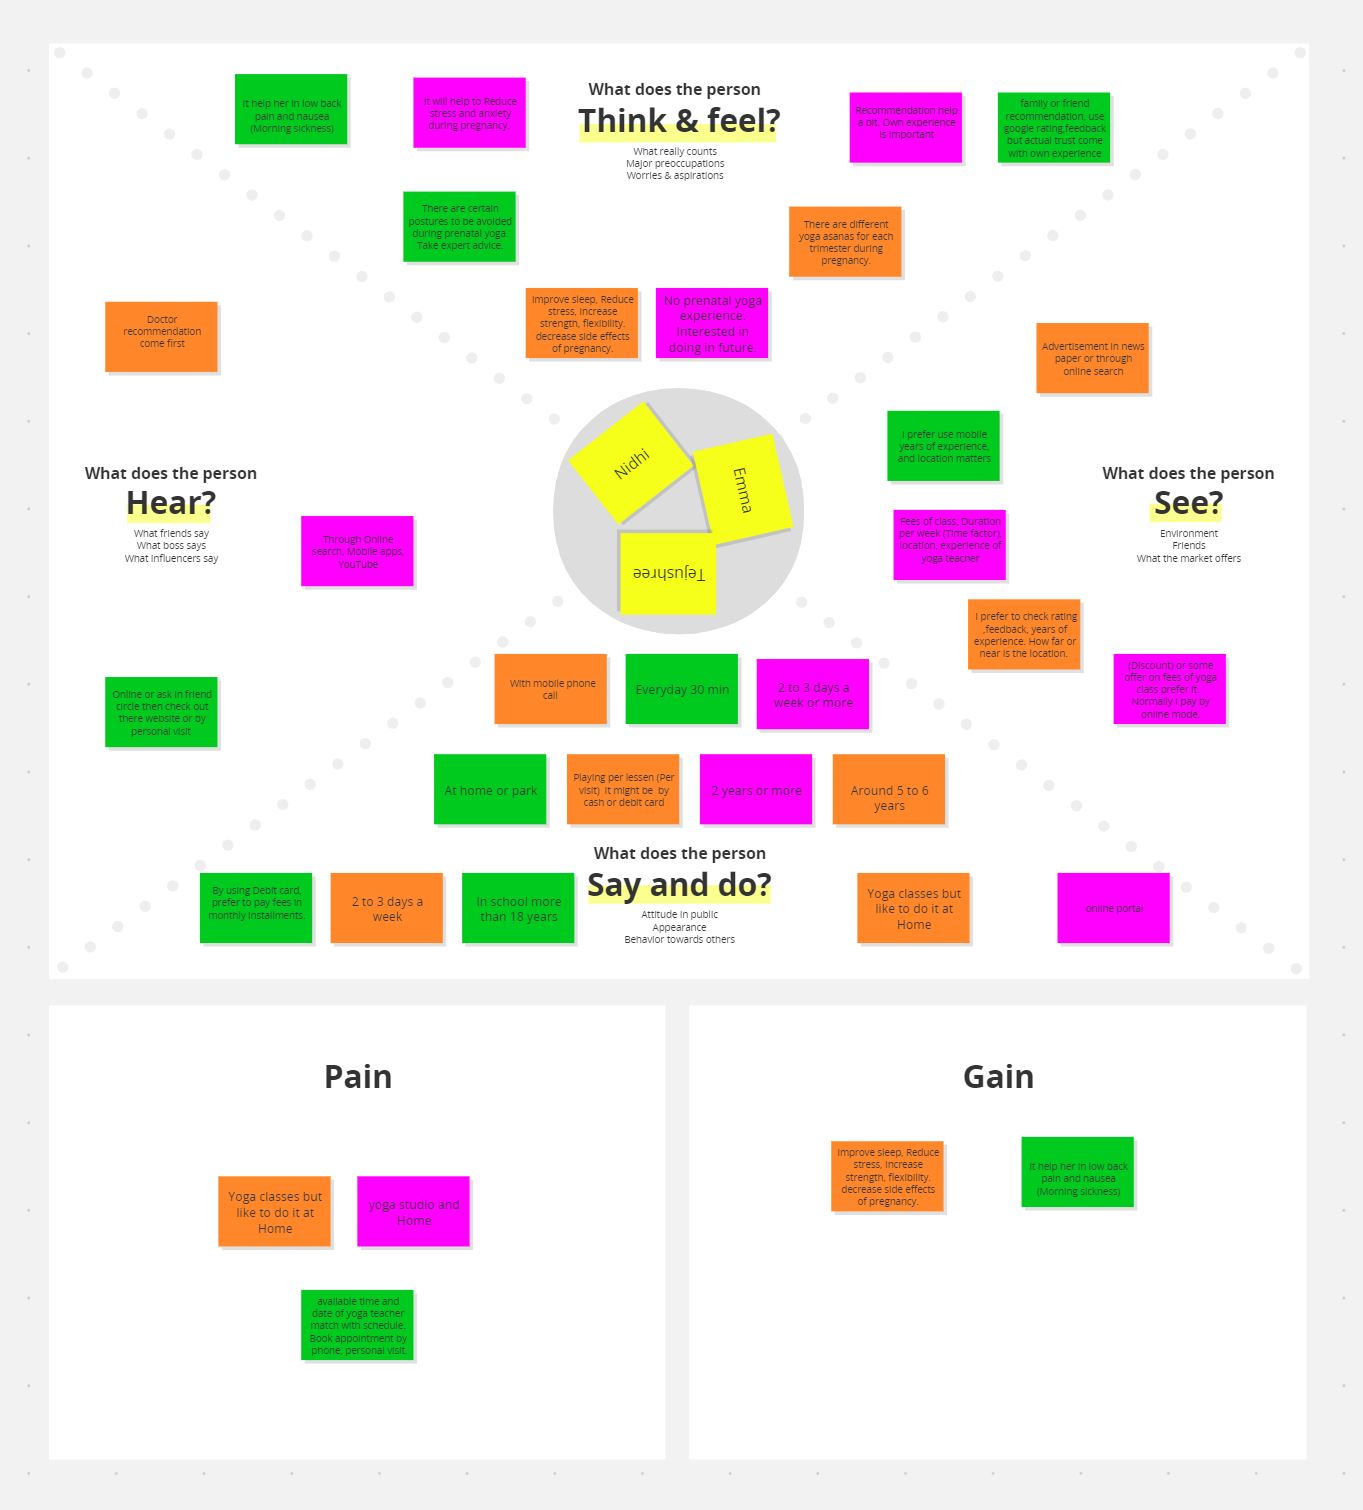 What does the person
Think & feel?
What really counts
Major preoccupations
Worries & aspirations
It help her in low back
pain and nausea
(Morning sickness)
It will help to Reduce
stress and anxiety
during pregnancy.
Recommendation help
a bit. Own experience
is important
family or friend
recommendation, use
google rating,feedback
but actual trust come
with own experience
There are certain
postures to be avoided
during prenatal yoga.
Take expert advice.
There are different
yoga asanas for each
trimester during
pregnancy.
Improve sleep, Reduce
stress, Increase
strength, flexibility.
decrease side effects
of pregnancy.
No prenatal yoga
experience.
Interested in
doing in future.
Doctor
recommendation
come first
What does the person
Hear?
What friends say
What boss says
What influencers say
Through Online
search, Mobile apps,
YouTube
Online or ask in friend
circle then check out
there website or by
personal visit
Nidhi
Emma
Tejushree
Advertisement in news
paper or through
online search
I prefer use mobile
years of experience,
and location matters
What does the person
See?
Environment
Friends
What the market offers
Fees of class, Duration
per week (Time factor),
location, experience of
yoga teacher
I prefer to check rating
,feedback, years of
experience. How far or
near is the location.
(Discount) or some
offer on fees of yoga
class prefer it.
Normally I pay by
online mode.
With mobile phone
call
Everyday 30 min
2 to 3 days a
week or more
At home or park
Playing per lessen (Per
visit) it might be by
cash or debit card
2 years or more
Around 5 to 6
years
What does the person
Say and do?
Attitude in public
Appearance
Behavior towards others
By using Debit card,
prefer to pay fees in
monthly installments.
2 to 3 days a
week
In school more
than 18 years
Yoga classes but
like to do it at
Home
online portal
Pain
Yoga classes but
like to do it at
Home
yoga studio and
Home
available time and
date of yoga teacher
match with schedule.
Book appointment by
phone, personal visit.
Gain
Improve sleep, Reduce
stress, Increase
strength, flexibility.
decrease side effects
of pregnancy.
It help her in low back
pain and nausea
(Morning sickness)